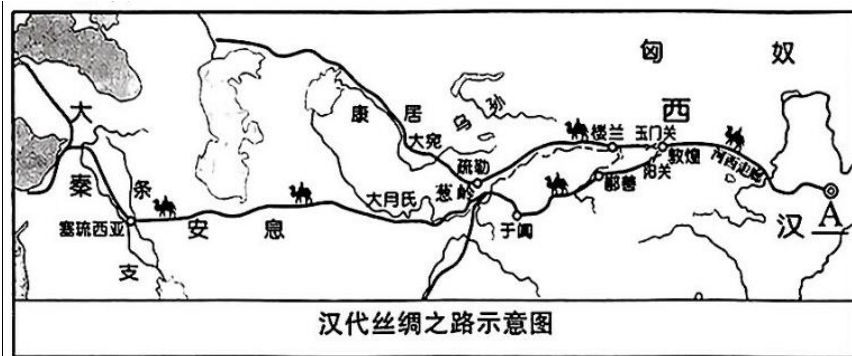 匈 奴
西
大
秦
条
支
塞琉西亚
安 息
康 居
大宛
乌孙
大月氏
疏勒
葱岭
于阗
楼兰
鄯善
玉门关
阳关
敦煌
河西走廊
汉 A
汉代丝绸之路示意图